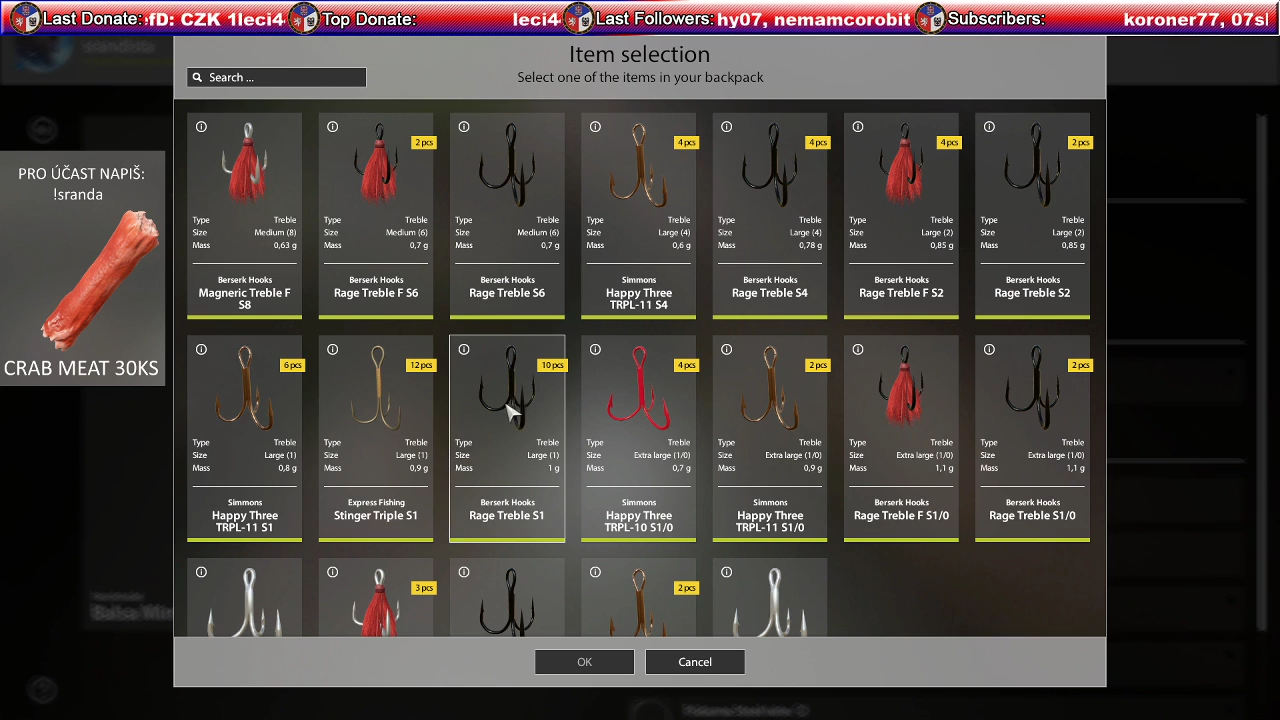 Last Donate: fD: CZK 1leci4 Top Donate: leci4 Last Followers: hy07, nemamcorobit Subscribers: koroner77, 07sl
Item selection
Search ...
Select one of the items in your backpack
PRO ÚČAST NAPIŠ:
!sranda
CRAB MEAT 30KS
2 pcs 4 pcs 4 pcs 4 pcs 2 pcs
Type Treble Type Treble Type Treble Type Treble Type Treble Type Treble Type Treble
Size Medium (8) Size Medium (6) Size Medium (6) Size Large (4) Size Large (4) Size Large (2) Size Large (2)
Mass 0,63 g Mass 0,7 g Mass 0,7 g Mass 0,6 g Mass 0,78 g Mass 0,85 g Mass 0,85 g
Berserk Hooks Berserk Hooks Berserk Hooks Simmons Berserk Hooks Berserk Hooks Berserk Hooks
Magneric Treble F Rage Treble F S6 Rage Treble S6 Happy Three Rage Treble S4 Rage Treble F S2 Rage Treble S2
S8 TRPL-11 S4
6 pcs 12 pcs 10 pcs 4 pcs 2 pcs 2 pcs
Type Treble Type Treble Type Treble Type Treble Type Treble Type Treble Type Treble
Size Large (1) Size Large (1) Size Large (1) Size Extra large (1/0) Size Extra large (1/0) Size Extra large (1/0) Size Extra large (1/0)
Mass 0,8 g Mass 0,9 g Mass 1 g Mass 0,7 g Mass 0,9 g Mass 1,1 g Mass 1,1 g
Simmons Express Fishing Berserk Hooks Simmons Simmons Berserk Hooks Berserk Hooks
Happy Three Stinger Triple S1 Rage Treble S1 Happy Three Happy Three Rage Treble F S1/0 Rage Treble S1/0
TRPL-11 S1 TRPL-10 S1/0 TRPL-11 S1/0
3 pcs 2 pcs
OK Cancel